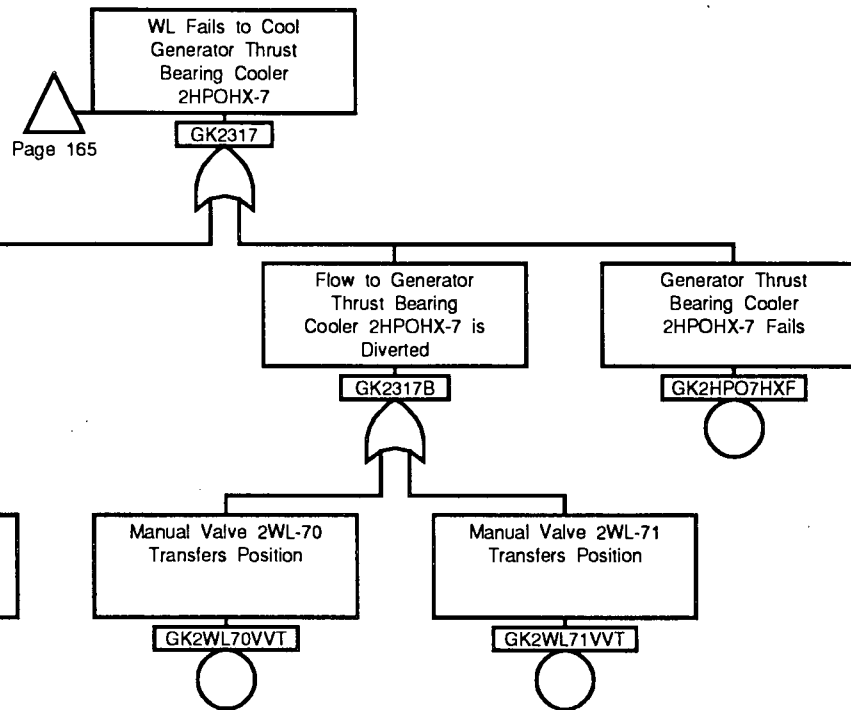 WL Fails to Cool
Generator Thrust
Bearing Cooler
2HPOHX-7
Page 165
GK2317
Flow to Generator
Thrust Bearing
Cooler 2HPOHX-7 is
Diverted
GK2317B
Generator Thrust
Bearing Cooler
2HPOHX-7 Fails
GK2HPO7HXF
Manual Valve 2WL-70
Transfers Position
GK2WL70VVT
Manual Valve 2WL-71
Transfers Position
GK2WL71VVT